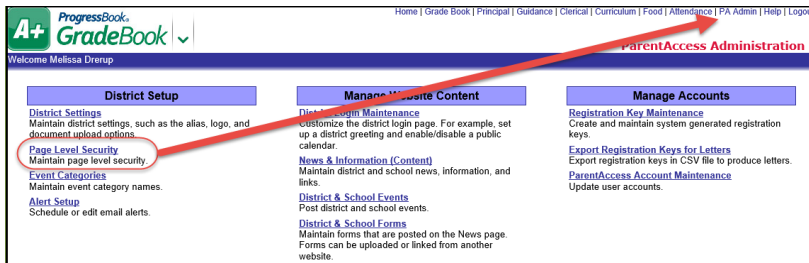 Home | Grade Book | Principal | Guidance | Clerical | Curriculum | Food | Attendance | PA Admin | Help | Logou
A+
ProgressBook.
GradeBook
ParentAccess Administration
Welcome Melissa Drerup
District Setup
District Settings
Maintain district settings, such as the alias, logo, and
document upload options.
Page Level Security
Maintain page level security.
Event Categories
Maintain event category names.
Alert Setup
Schedule or edit email alerts.
Manage Website Content
District Login Maintenance
Customize the district login page. For example, set
up a district greeting and enable/disable a public
calendar.
News & Information (Content)
Maintain district and school news, information, and
links.
District & School Events
Post district and school events.
District & School Forms
Maintain forms that are posted on the News page.
Forms can be uploaded or linked from another
website.
Manage Accounts
Registration Key Maintenance
Create and maintain system generated registration
keys.
Export Registration Keys for Letters
Export registration keys in CSV file to produce letters.
ParentAccess Account Maintenance
Update user accounts.